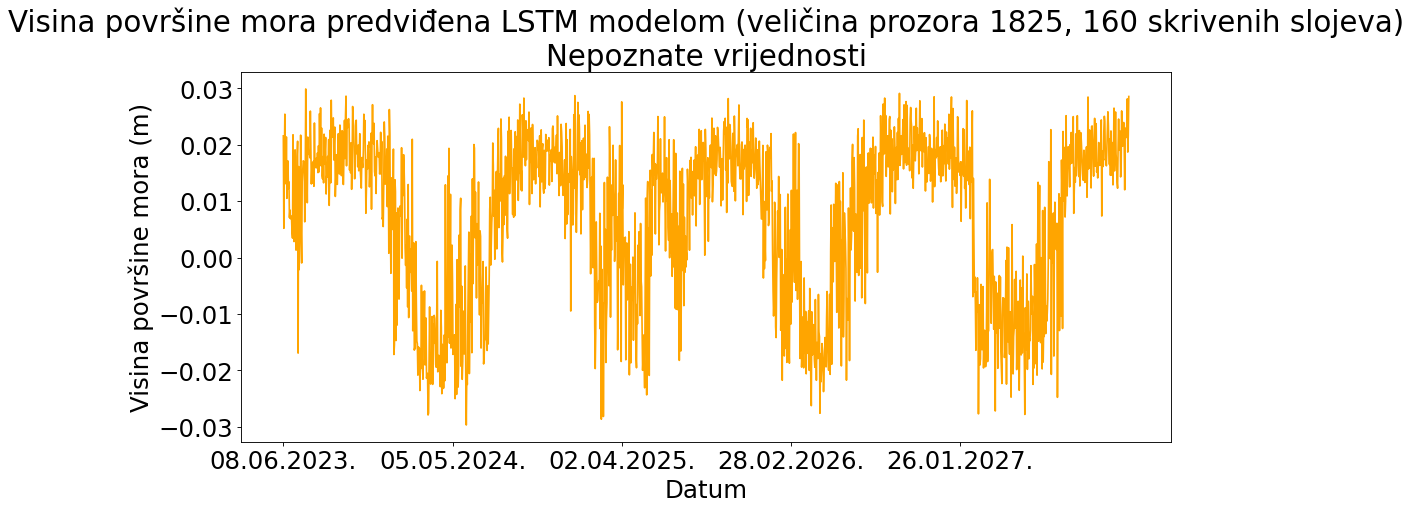 Visina površine mora predviđena LSTM modelom (veličina prozora 1825, 160 skrivenih slojeva)
Nepoznate vrijednosti
Visina površine mora (m)
0.03
0.02
0.01
0.00
−0.01
−0.02
−0.03
08.06.2023. 05.05.2024. 02.04.2025. 28.02.2026. 26.01.2027.
Datum